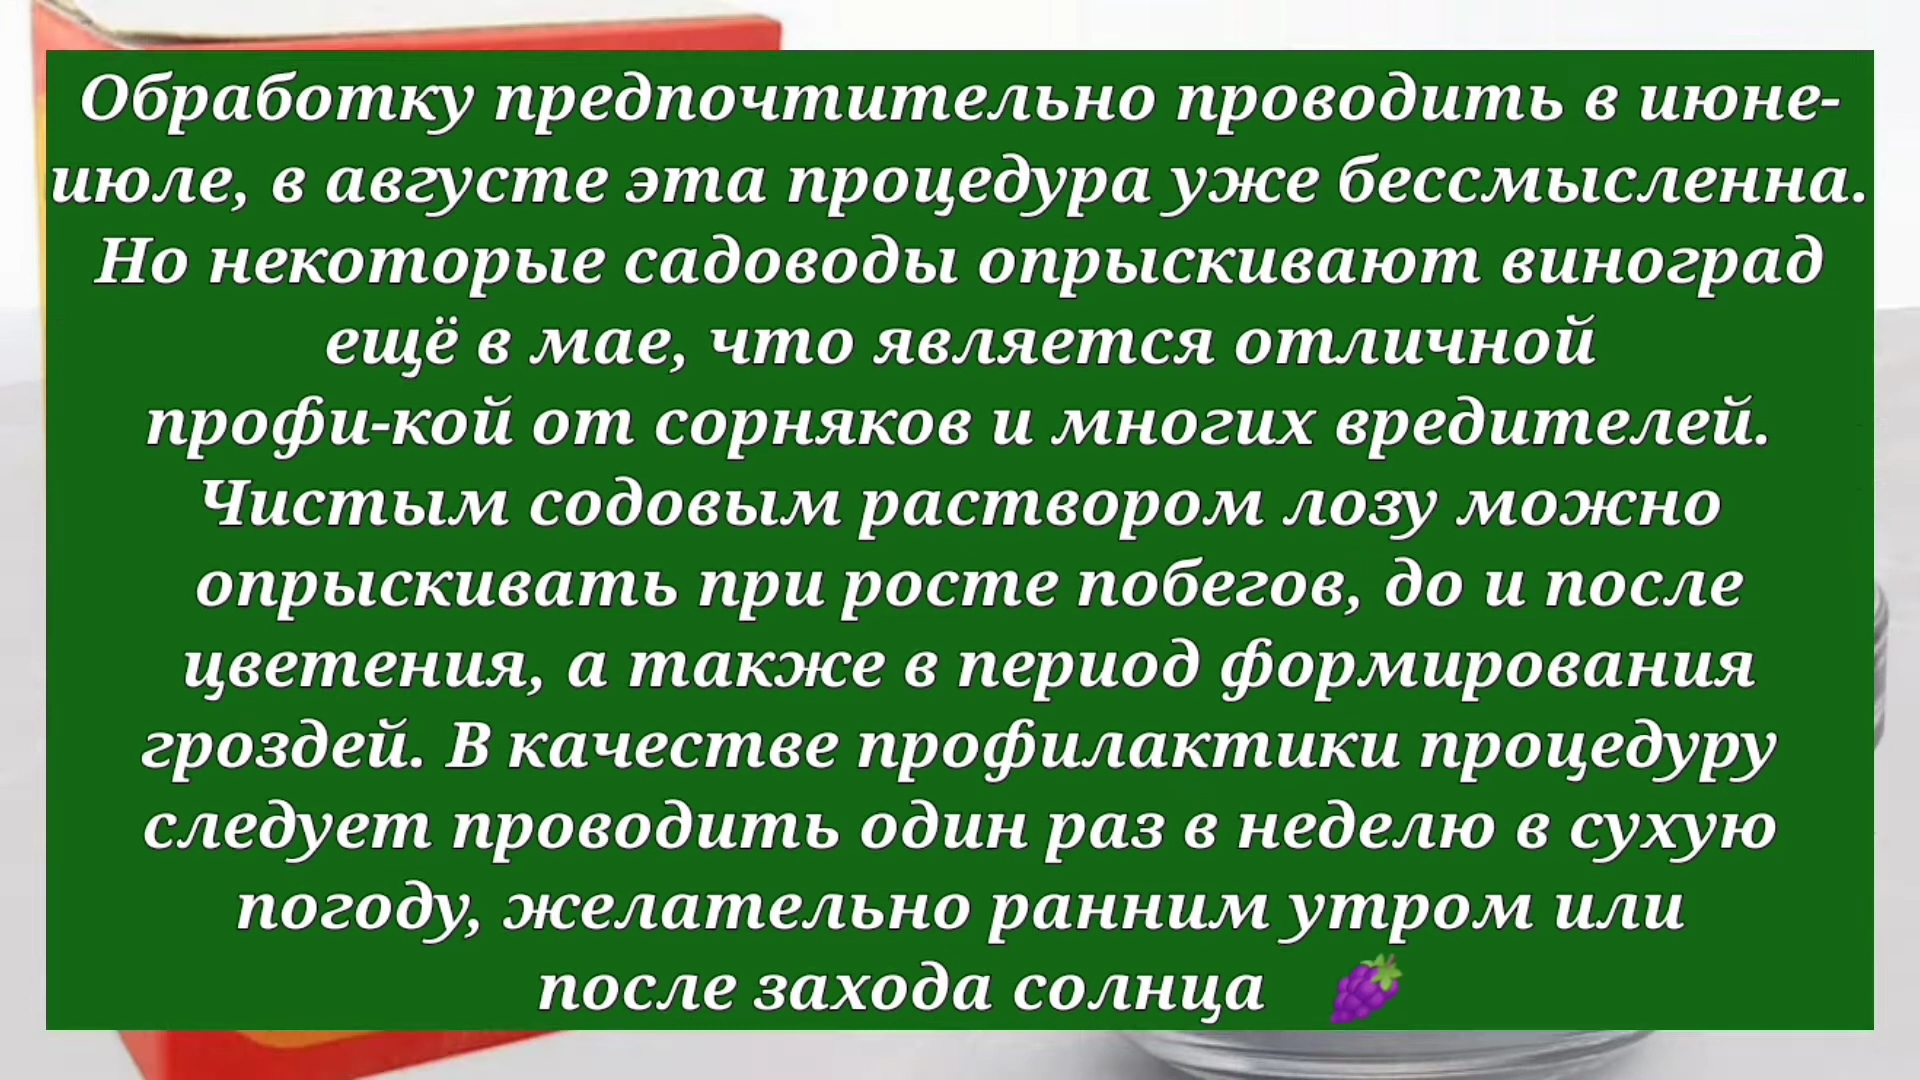 Обработку предпочтительно проводить в июне-
июле, в августе эта процедура уже бессмысленна.
Но некоторые садоводы опрыскивают виноград
ещё в мае, что является отличной
профи-кой от сорняков и многих вредителей.
Чистым содовым раствором лозу можно
опрыскивать при росте побегов, до и после
цветения, а также в период формирования
гроздей. В качестве профилактики процедуру
следует проводить один раз в неделю в сухую
погоду, желательно ранним утром или
после захода солнца 🍇